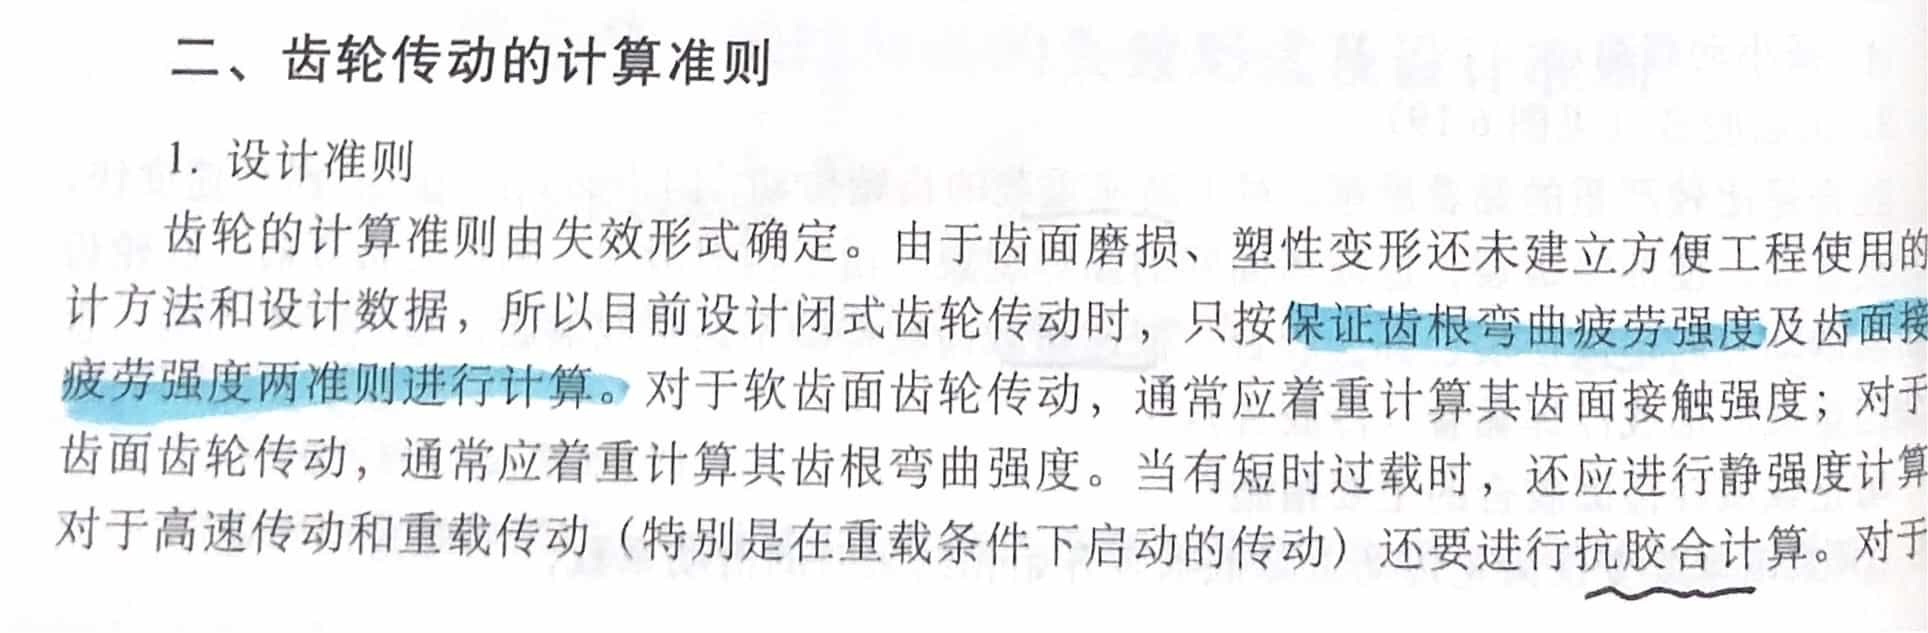 二、齿轮传动的计算准则
1. 设计准则
齿轮的计算准则由失效形式确定。由于齿面磨损、塑性变形还未建立方便工程使用的
计方法和设计数据，所以目前设计闭式齿轮传动时，只按保证齿根弯曲疲劳强度及齿面接
疲劳强度两准则进行计算。对于软齿面齿轮传动，通常应着重计算其齿面接触强度；对于
齿面齿轮传动，通常应着重计算其齿根弯曲强度。当有短时过载时，还应进行静强度计算
对于高速传动和重载传动（特别是在重载条件下启动的传动）还要进行抗胶合计算。对于